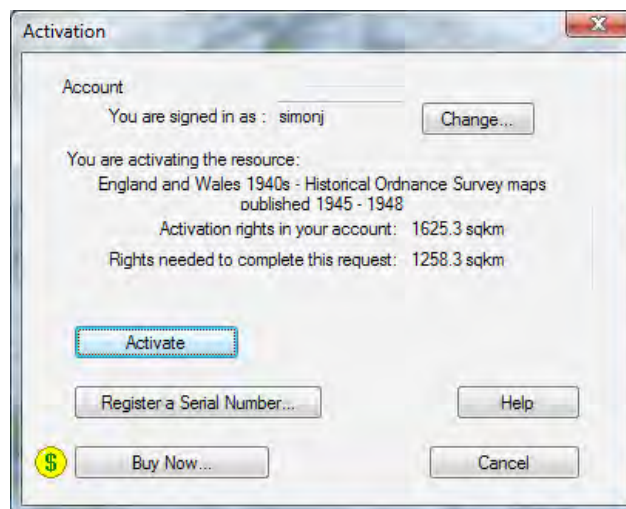 Activation
Account
You are signed in as : simonj
Change...
You are activating the resource:
England and Wales 1940s - Historical Ordnance Survey maps
published 1945 - 1948
Activation rights in your account: 1625.3 sqkm
Rights needed to complete this request: 1258.3 sqkm
Activate
Register a Serial Number...
Help
$
Buy Now...
Cancel